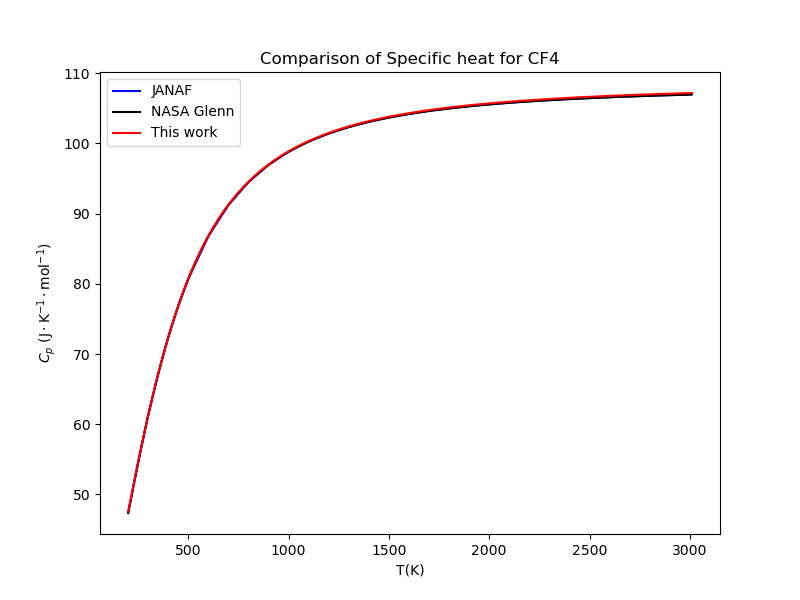 Comparison of Specific heat for CF4
JANAF
NASA Glenn
This work
110
100
90
80
70
60
50
$C_p$ (J · K$^{-1}$ · mol$^{-1}$)
500 1000 1500 2000 2500 3000
T(K)